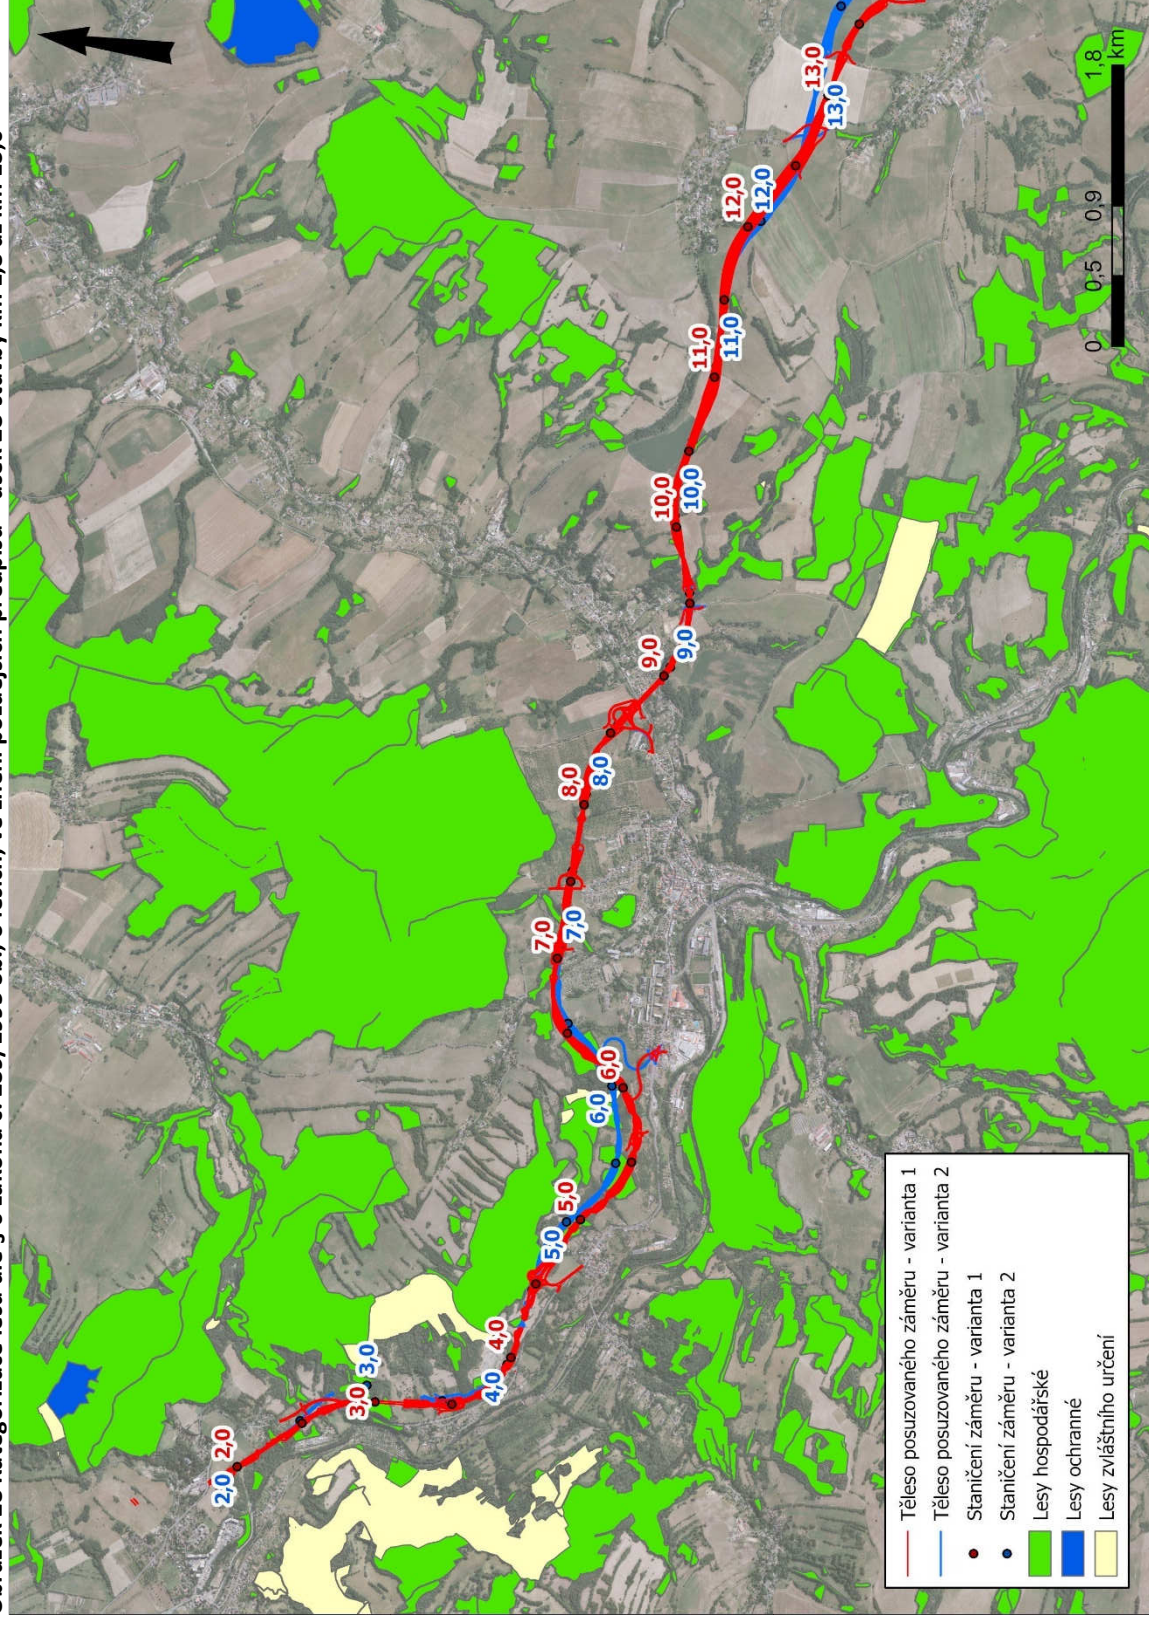 2,0
2,0
3,0
3,0
4,0
4,0
5,0
5,0
6,0
6,0
7,0
7,0
8,0
8,0
9,0
9,0
10,0
10,0
11,0
11,0
12,0
12,0
13,0
13,0
Těleso posuzovaného záměru - varianta 1
Těleso posuzovaného záměru - varianta 2
Staničení záměru - varianta 1
Staničení záměru - varianta 2
Lesy hospodářské
Lesy ochranné
Lesy zvláštního určení
0 0,5 0,9 1,8
km